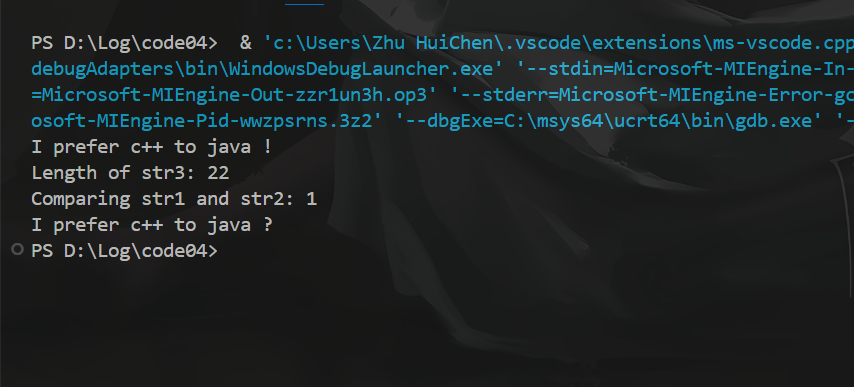 PS D:\Log\code04>  & 'c:\Users\Zhu HuiChen\.vscode\extensions\ms-vscode.cpp
debugAdapters\bin\WindowsDebugLauncher.exe' '--stdin=Microsoft-MIEngine-In-
=Microsoft-MIEngine-Out-zzr1un3h.op3' '--stderr=Microsoft-MIEngine-Error-gc
osoft-MIEngine-Pid-wwzpsrns.3z2' '--dbgExe=C:\msys64\ucrt64\bin\gdb.exe' '-
I prefer c++ to java !
Length of str3: 22
Comparing str1 and str2: 1
I prefer c++ to java ?
PS D:\Log\code04>